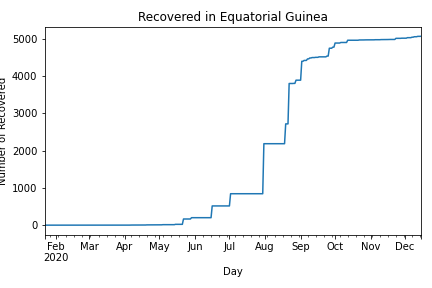 Recovered in Equatorial Guinea
Number of Recovered
5000
4000
3000
2000
1000
0
Feb Mar Apr May Jun Jul Aug Sep Oct Nov Dec
2020
Day